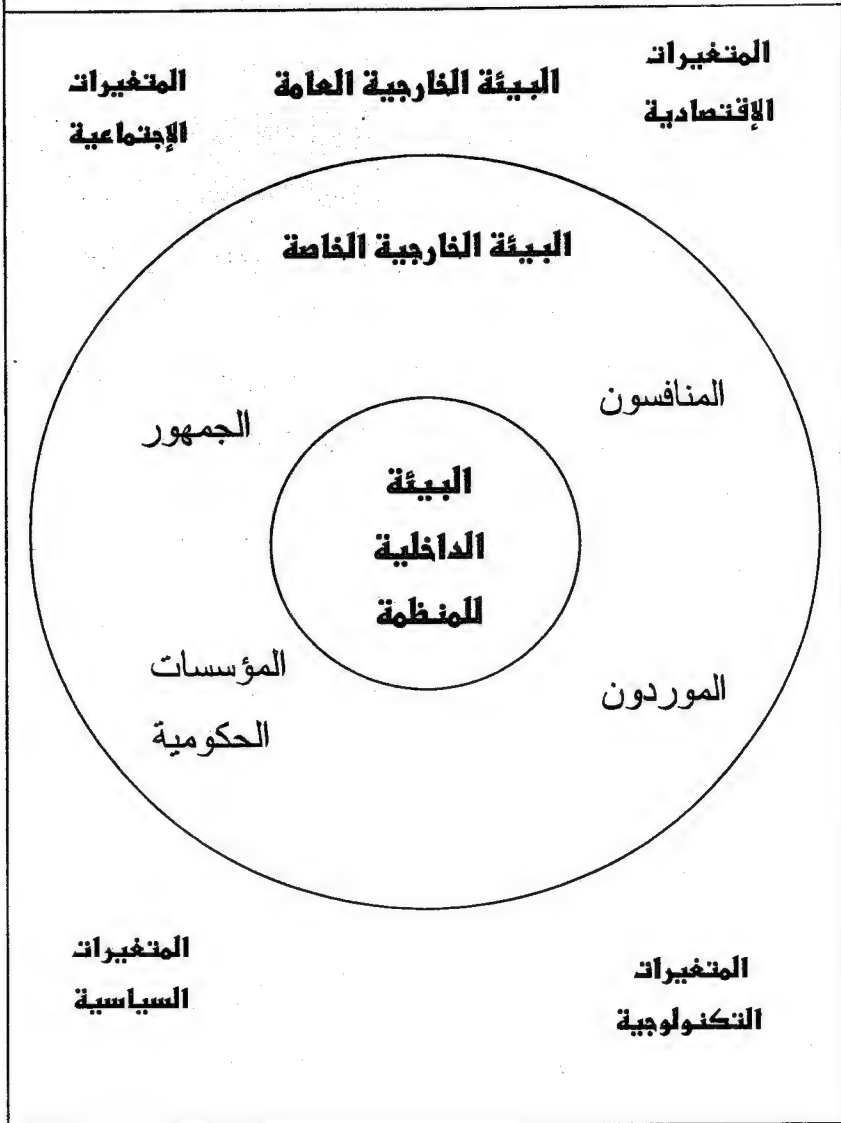 المتغيرات
الإقتصادية
البيئة الخارجية العامة
المتغيرات
الإجتماعية
البيئة الخارجية الخاصة
المنافسون
الجمهور
البيئة
الداخلية
للمنظمة
الموردون
المؤسسات
الحكومية
المتغيرات
التكنولوجية
المتغيرات
السياسية